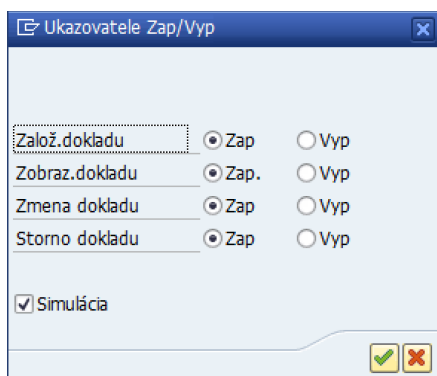 Ukazovatele Zap/Vyp
Založ.dokladu Zap Vyp
Zobraz.dokladu Zap. Vyp
Zmena dokladu Zap Vyp
Storno dokladu Zap Vyp
Simulácia